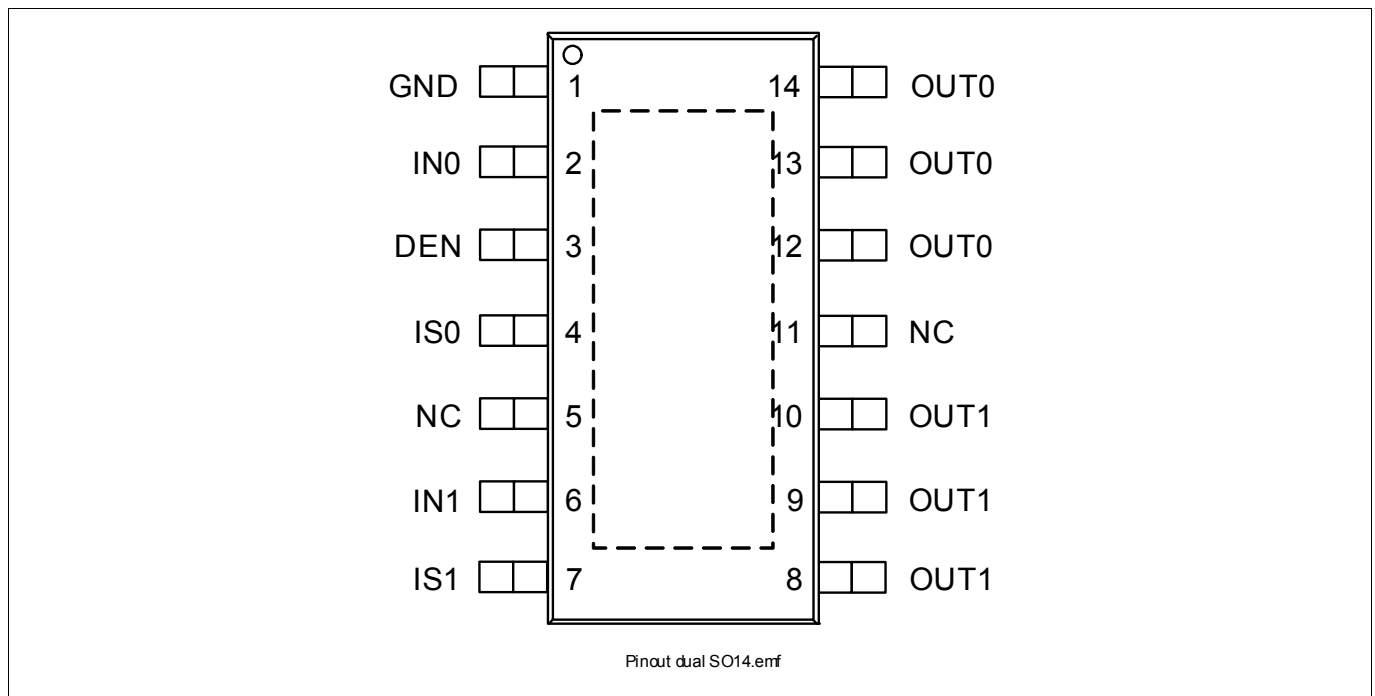 GND 1 14 OUT0
IN0 2 13 OUT0
DEN 3 12 OUT0
IS0 4 11 NC
NC 5 10 OUT1
IN1 6 9 OUT1
IS1 7 8 OUT1
Pinout dual SO14.emf